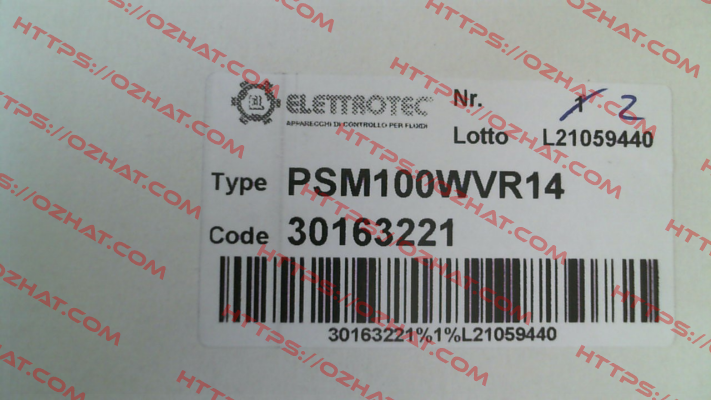 ELETTROTEC
APPARECCHI DI CONTROLLO PER FLUIDI
Nr. 1 2
Lotto L21059440
Type PSM100WVR14
Code 30163221
30163221%1%L21059440
HTTPS://OZHAT.COM